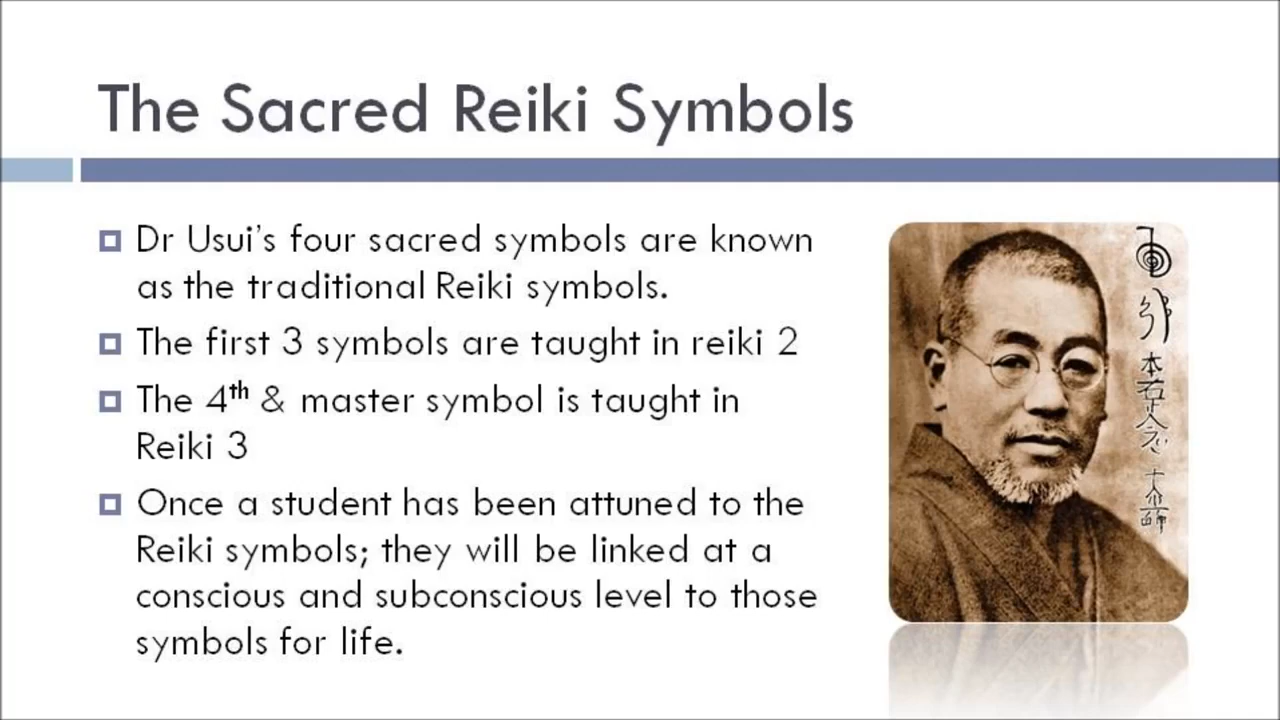 The Sacred Reiki Symbols
Dr Usui's four sacred symbols are known
as the traditional Reiki symbols.
The first 3 symbols are taught in reiki 2
The 4th & master symbol is taught in
Reiki 3
Once a student has been attuned to the
Reiki symbols; they will be linked at a
conscious and subconscious level to those
symbols for life.